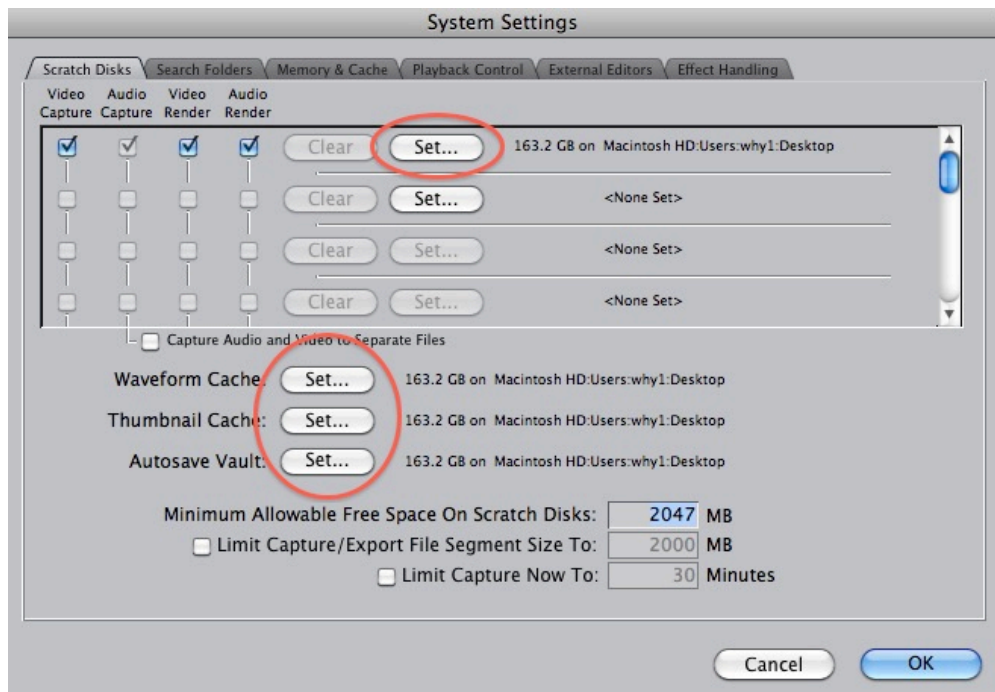 System Settings
Scratch Disks Search Folders Memory & Cache Playback Control External Editors Effect Handling
Video Capture Audio Capture Video Render Audio Render
Clear Set... 163.2 GB on Macintosh HD:Users:why1:Desktop
Clear Set... <None Set>
Clear Set... <None Set>
Clear Set... <None Set>
Capture Audio and Video to Separate Files
Waveform Cache: Set... 163.2 GB on Macintosh HD:Users:why1:Desktop
Thumbnail Cache: Set... 163.2 GB on Macintosh HD:Users:why1:Desktop
Autosave Vault: Set... 163.2 GB on Macintosh HD:Users:why1:Desktop
Minimum Allowable Free Space On Scratch Disks: 2047 MB
Limit Capture/Export File Segment Size To: 2000 MB
Limit Capture Now To: 30 Minutes
Cancel OK